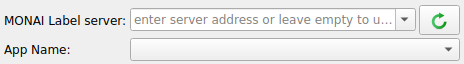 MONAI Label server: enter server address or leave empty to u...
App Name: